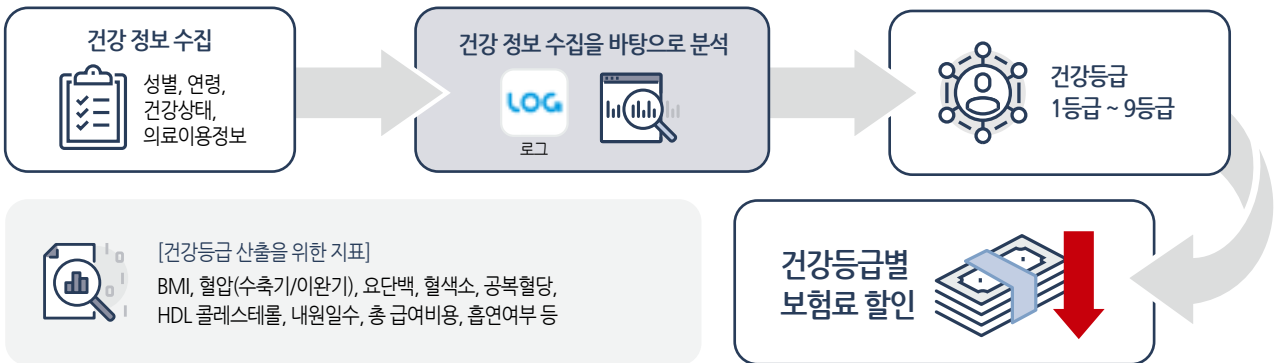 건강 정보 수집
성별, 연령,
건강상태,
의료이용정보
건강 정보 수집을 바탕으로 분석
LOG
로그
건강등급
1등급 ~ 9등급
[건강등급 산출을 위한 지표]
BMI, 혈압(수축기/이완기), 요단백, 혈색소, 공복혈당,
HDL 콜레스테롤, 내원일수, 총 급여비용, 흡연여부 등
건강등급별
보험료 할인